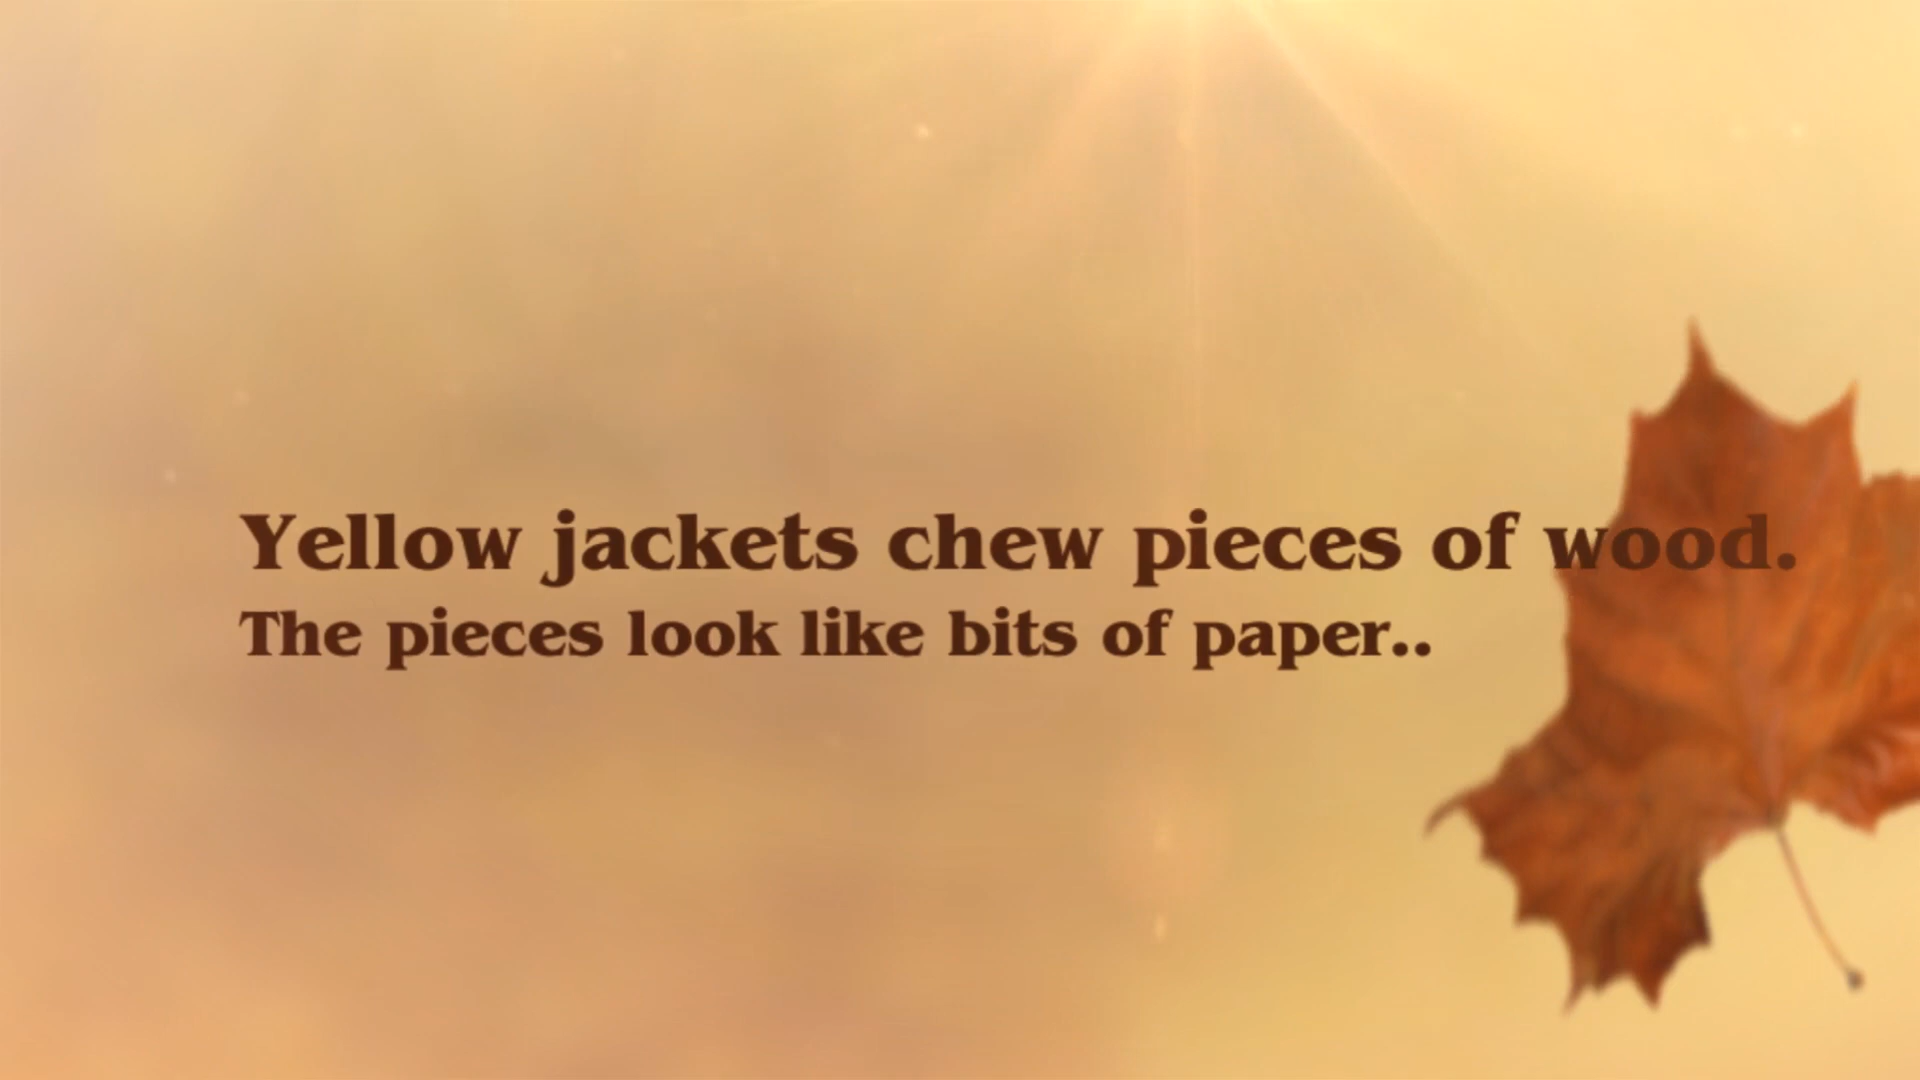 Yellow jackets chew pieces of wood.
The pieces look like bits of paper..